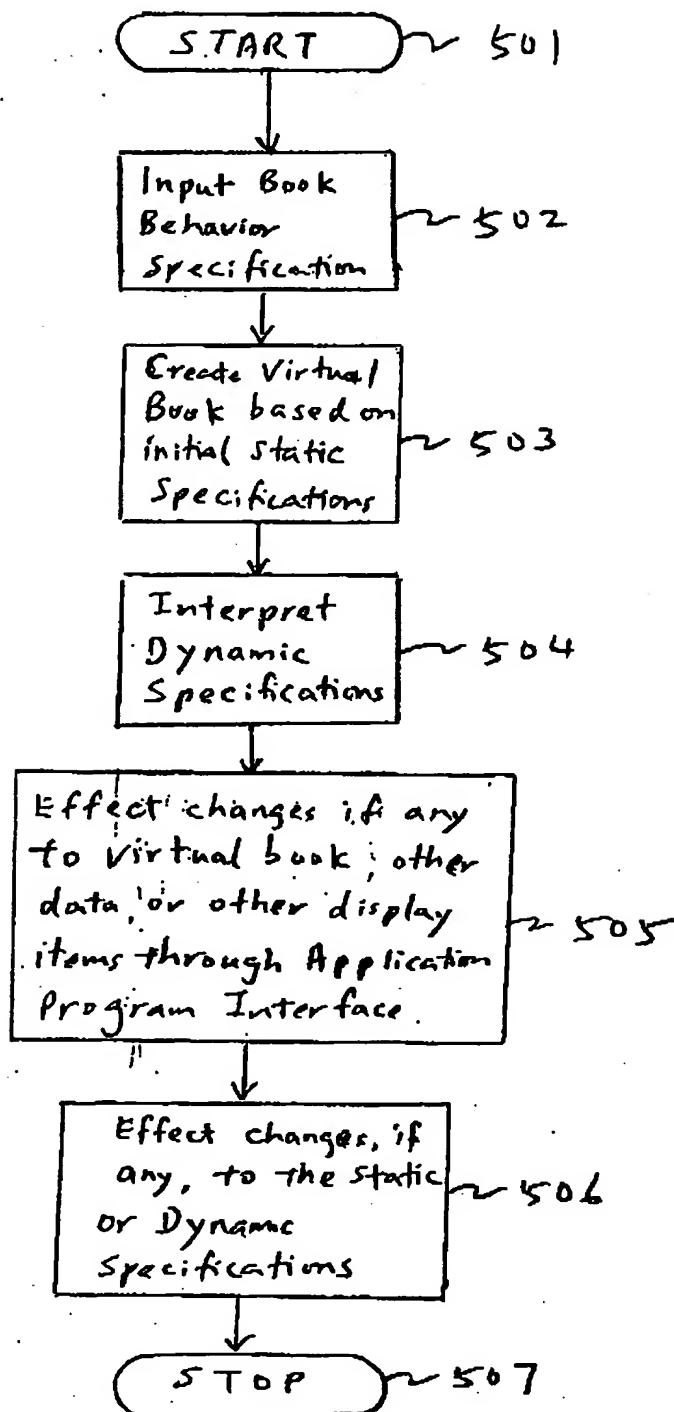 START 501
Input Book
Behavior 502
Specification
Create Virtual
Book based on
initial static 503
Specifications
Interpret
Dynamic 504
Specifications
Effect changes if any
to virtual book, other
data, or other display 505
items through Application
Program Interface.
Effect changes, if
any, to the static 506
or Dynamic
Specifications
STOP 507